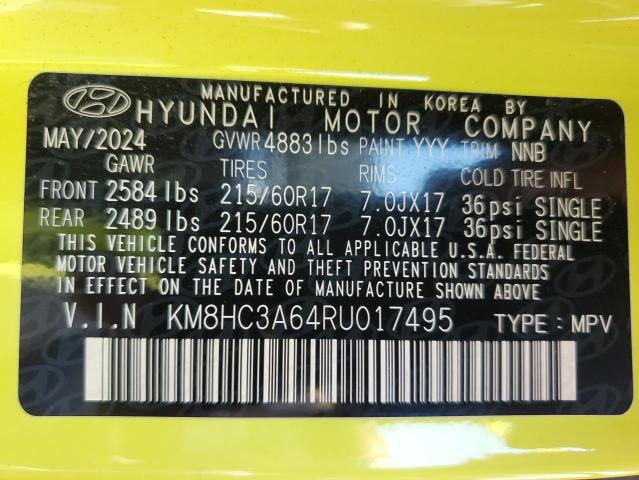 MANUFACTURED IN KOREA BY
HYUNDAI MOTOR COMPANY
MAY/2024 GVWR 4883 lbs PAINT YYY TRIM NNB
GAWR TIRES RIMS COLD TIRE INFL
FRONT 2584 lbs 215/60R17 7.0JX17 36psi SINGLE
REAR 2489 lbs 215/60R17 7.0JX17 36psi SINGLE
THIS VEHICLE CONFORMS TO ALL APPLICABLE U.S.A. FEDERAL
MOTOR VEHICLE SAFETY AND THEFT PREVENTION STANDARDS
IN EFFECT ON THE DATE OF MANUFACTURE SHOWN ABOVE
V.I.N KM8HC3A64RU017495 TYPE : MPV